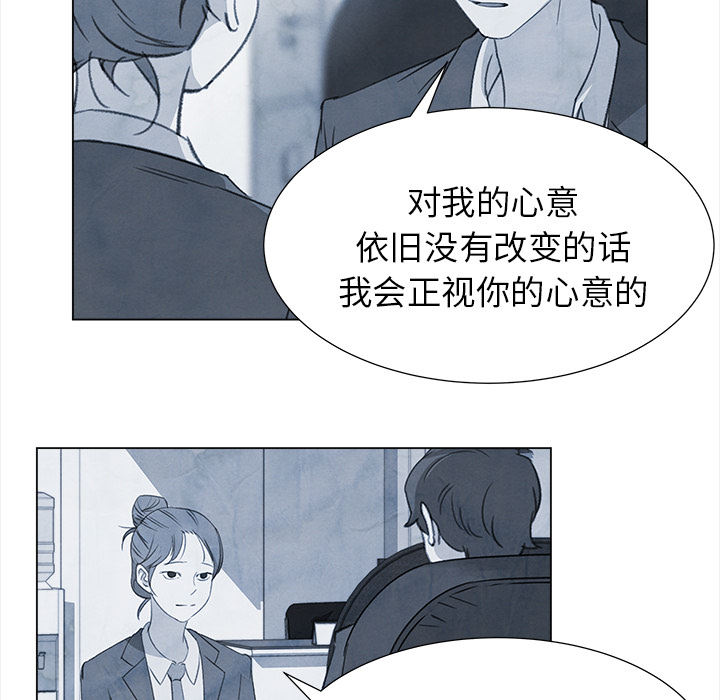 对我的心意
依旧没有改变的话
我会正视你的心意的